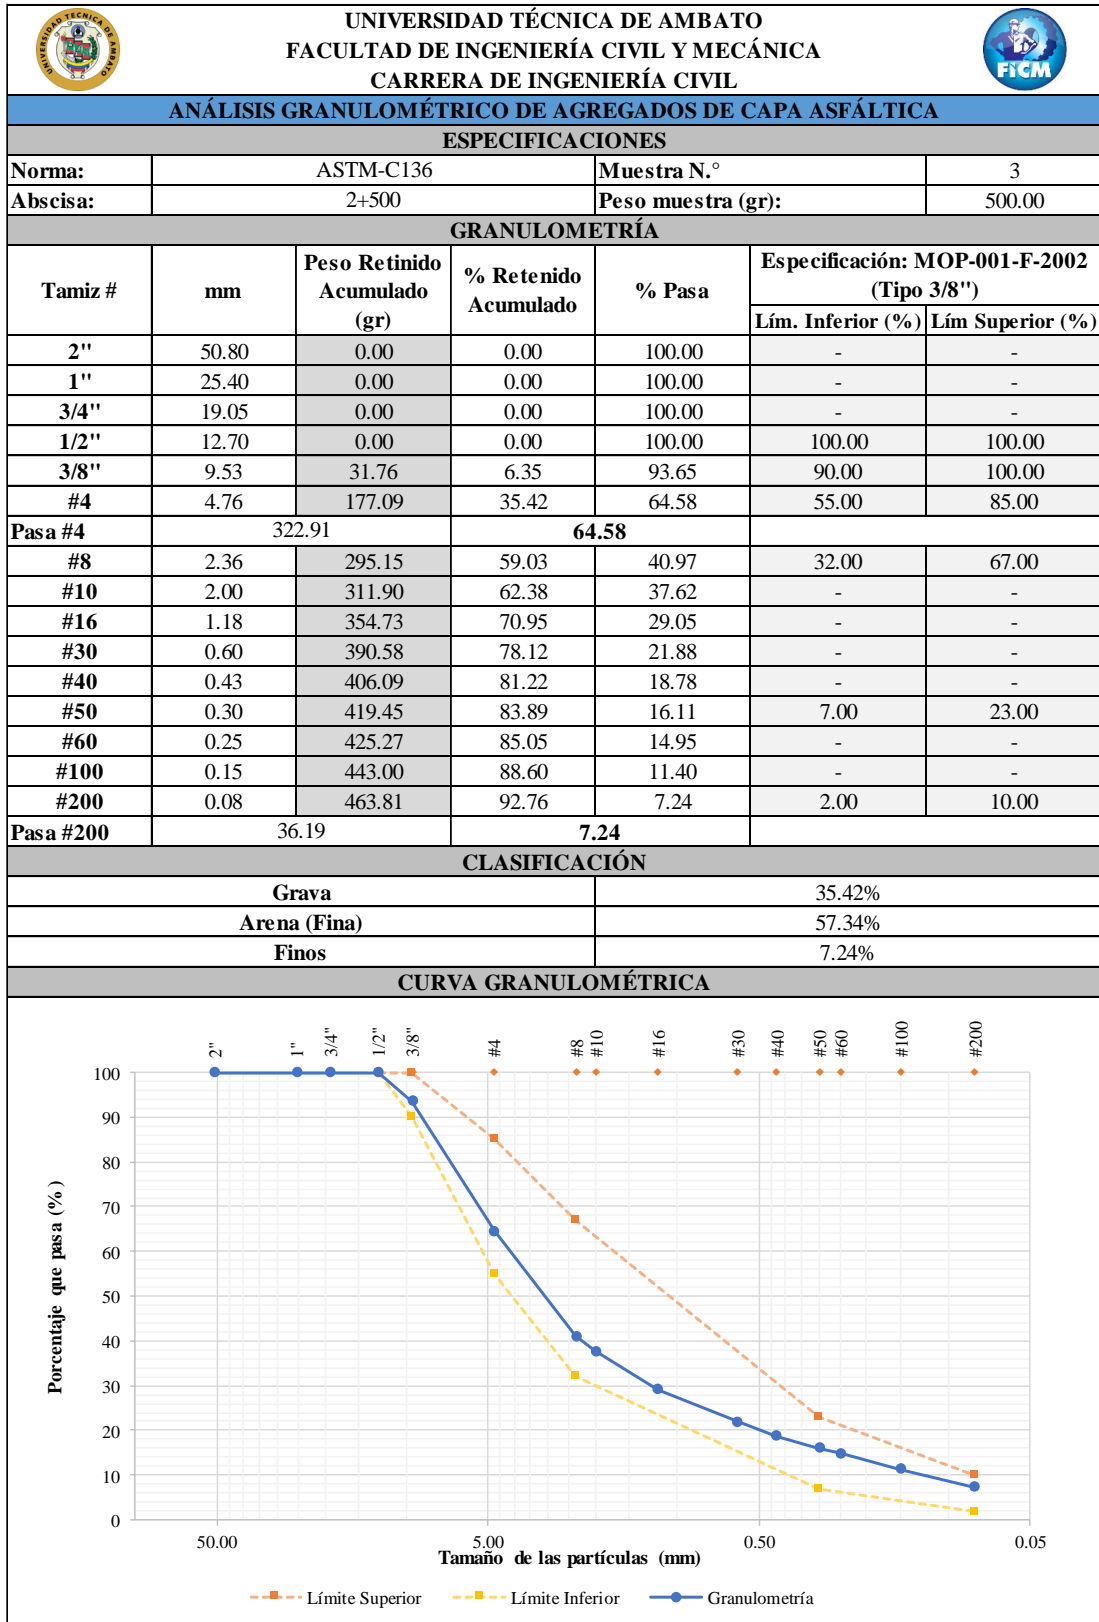 UNIVERSIDAD TÉCNICA DE AMBATO
FACULTAD DE INGENIERÍA CIVIL Y MECÁNICA
CARRERA DE INGENIERÍA CIVIL
UNIVERSIDAD TECNICA DE AMBATO
FICM
ANÁLISIS GRANULOMÉTRICO DE AGREGADOS DE CAPA ASFÁLTICA
ESPECIFICACIONES
Norma: ASTM-C136 Muestra N.° 3
Abscisa: 2+500 Peso muestra (gr): 500.00
GRANULOMETRÍA
Tamiz # mm Peso Retinido Acumulado (gr) % Retenido Acumulado % Pasa Especificación: MOP-001-F-2002 (Tipo 3/8")
Lím. Inferior (%) Lím Superior (%)
2" 50.80 0.00 0.00 100.00 - -
1" 25.40 0.00 0.00 100.00 - -
3/4" 19.05 0.00 0.00 100.00 - -
1/2" 12.70 0.00 0.00 100.00 100.00 100.00
3/8" 9.53 31.76 6.35 93.65 90.00 100.00
#4 4.76 177.09 35.42 64.58 55.00 85.00
Pasa #4 322.91 64.58
#8 2.36 295.15 59.03 40.97 32.00 67.00
#10 2.00 311.90 62.38 37.62 - -
#16 1.18 354.73 70.95 29.05 - -
#30 0.60 390.58 78.12 21.88 - -
#40 0.43 406.09 81.22 18.78 - -
#50 0.30 419.45 83.89 16.11 7.00 23.00
#60 0.25 425.27 85.05 14.95 - -
#100 0.15 443.00 88.60 11.40 - -
#200 0.08 463.81 92.76 7.24 2.00 10.00
Pasa #200 36.19 7.24
CLASIFICACIÓN
Grava 35.42%
Arena (Fina) 57.34%
Finos 7.24%
CURVA GRANULOMÉTRICA
2" 1" 3/4" 1/2" 3/8" #4 #8 #10 #16 #30 #40 #50 #60 #100 #200
Porcentaje que pasa (%)
100
90
80
70
60
50
40
30
20
10
0
50.00 5.00 0.50 0.05
Tamaño de las partículas (mm)
Límite Superior Límite Inferior Granulometría